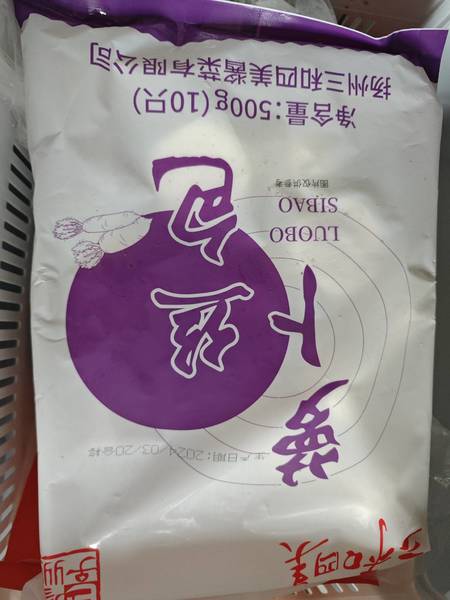 三和四美
生产日期:2024/03/20合格
萝卜
丝包
LUOBO
SIBAO
图片仅供参考
净含量:500g(10只)
扬州三和四美酱菜有限公司